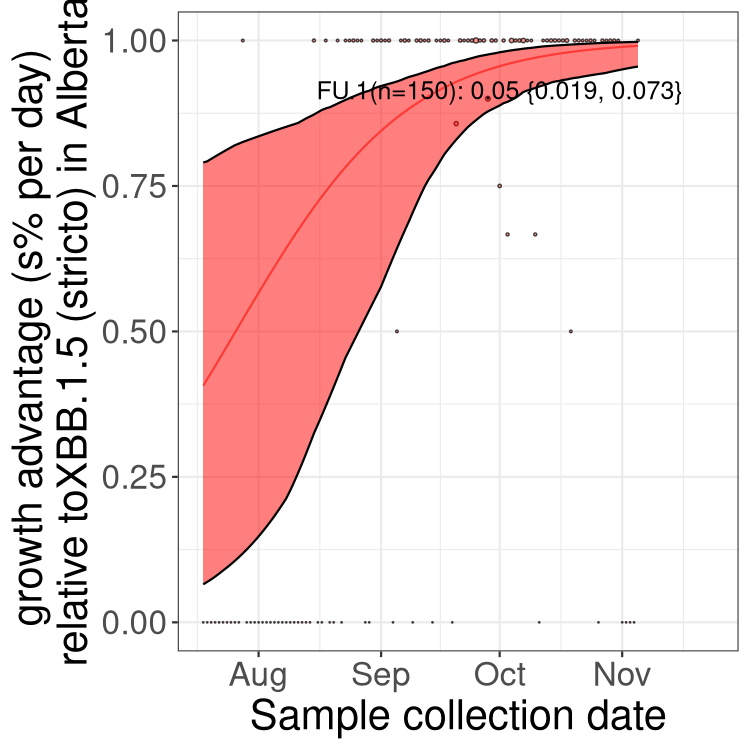 growth advantage (s% per day)
relative toXBB.1.5 (stricto) in Alberta
1.00
0.75
0.50
0.25
0.00
FU.1(n=150): 0.05 {0.019, 0.073}
Aug Sep Oct Nov
Sample collection date